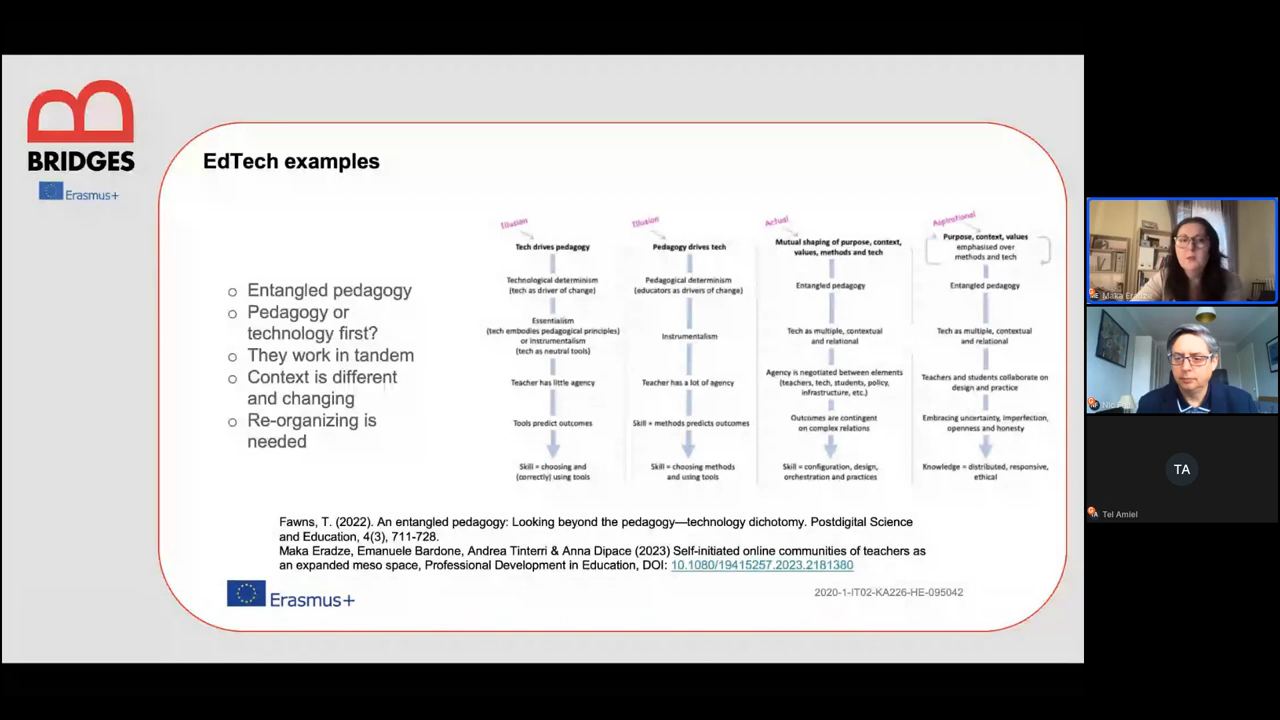 BRIDGES
Erasmus+
EdTech examples
Entangled pedagogy
Pedagogy or
technology first?
They work in tandem
Context is different
and changing
Re-organizing is
needed
Illusion
Tech drives pedagogy
Technological determinism
(tech as driver of change)
Essentialism
(tech embodies pedagogical principles)
or instrumentalism
(tech as neutral tools)
Teacher has little agency
Tools predict outcomes
Skill = choosing and
(correctly) using tools
Illusion
Pedagogy drives tech
Pedagogical determinism
(educators as drivers of change)
Instrumentalism
Teacher has a lot of agency
Skill + methods predicts outcomes
Skill = choosing methods
and using tools
Actual
Mutual shaping of purpose, context,
values, methods and tech
Entangled pedagogy
Tech as multiple, contextual
and relational
Agency is negotiated between elements
(teachers, tech, students, policy,
infrastructure, etc.)
Outcomes are contingent
on complex relations
Skill = configuration, design,
orchestration and practices
Aspirational
Purpose, context, values
emphasised over
methods and tech
Entangled pedagogy
Tech as multiple, contextual
and relational
Teachers and students collaborate on
design and practice
Embracing uncertainty, imperfection,
openness and honesty
Knowledge = distributed, responsive,
ethical
Fawns, T. (2022). An entangled pedagogy: Looking beyond the pedagogy—technology dichotomy. Postdigital Science
and Education, 4(3), 711-728.
Maka Eradze, Emanuele Bardone, Andrea Tinterri & Anna Dipace (2023) Self-initiated online communities of teachers as
an expanded meso space, Professional Development in Education, DOI: 10.1080/19415257.2023.2181380
Erasmus+
2020-1-IT02-KA226-HE-095042
Maka Eradze
TA
Tel Amiel